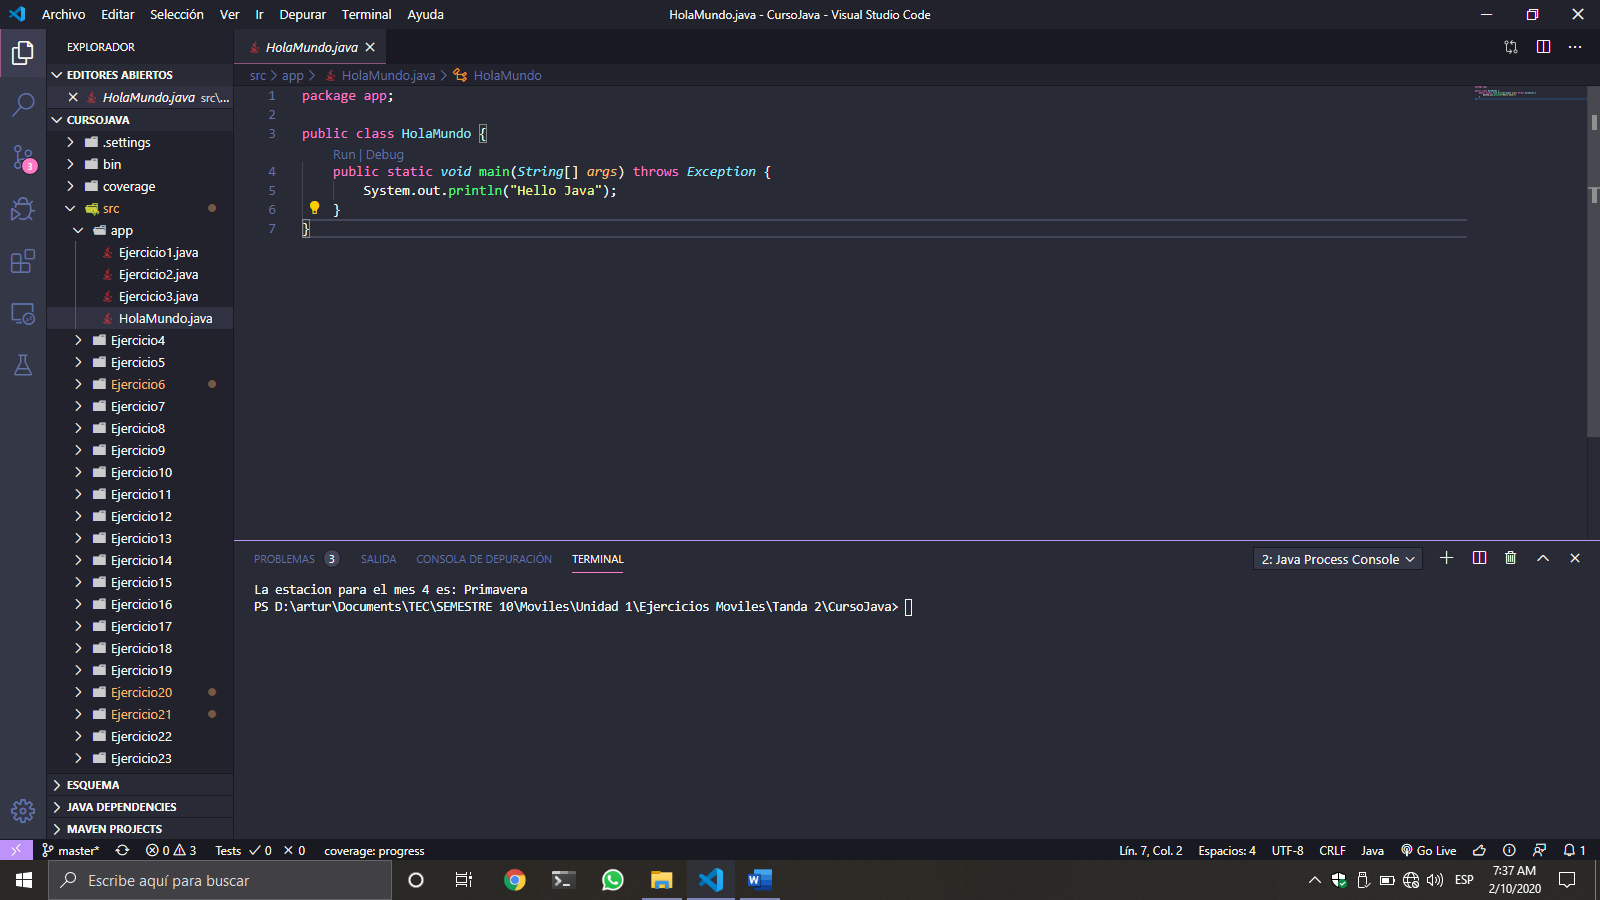 Archivo Editar Selección Ver Ir Depurar Terminal Ayuda
HolaMundo.java - CursoJava - Visual Studio Code
EXPLORADOR
EDITORES ABIERTOS
HolaMundo.java src\...
CURSOJAVA
.settings
bin
coverage
src
app
Ejercicio1.java
Ejercicio2.java
Ejercicio3.java
HolaMundo.java
Ejercicio4
Ejercicio5
Ejercicio6
Ejercicio7
Ejercicio8
Ejercicio9
Ejercicio10
Ejercicio11
Ejercicio12
Ejercicio13
Ejercicio14
Ejercicio15
Ejercicio16
Ejercicio17
Ejercicio18
Ejercicio19
Ejercicio20
Ejercicio21
Ejercicio22
Ejercicio23
ESQUEMA
JAVA DEPENDENCIES
MAVEN PROJECTS
3
HolaMundo.java
src > app > HolaMundo.java > HolaMundo
1 package app;
2
3 public class HolaMundo {
Run | Debug
4 public static void main(String[] args) throws Exception {
5 System.out.println("Hello Java");
6 }
7 }
PROBLEMAS 3 SALIDA CONSOLA DE DEPURACIÓN TERMINAL
2: Java Process Console
La estacion para el mes 4 es: Primavera
PS D:\artur\Documents\TEC\SEMESTRE 10\Moviles\Unidad 1\Ejercicios Moviles\Tanda 2\CursoJava>
master* 0 3 Tests 0 0 coverage: progress
Lín. 7, Col. 2 Espacios: 4 UTF-8 CRLF Java Go Live 1
Escribe aquí para buscar
ESP
7:37 AM
2/10/2020